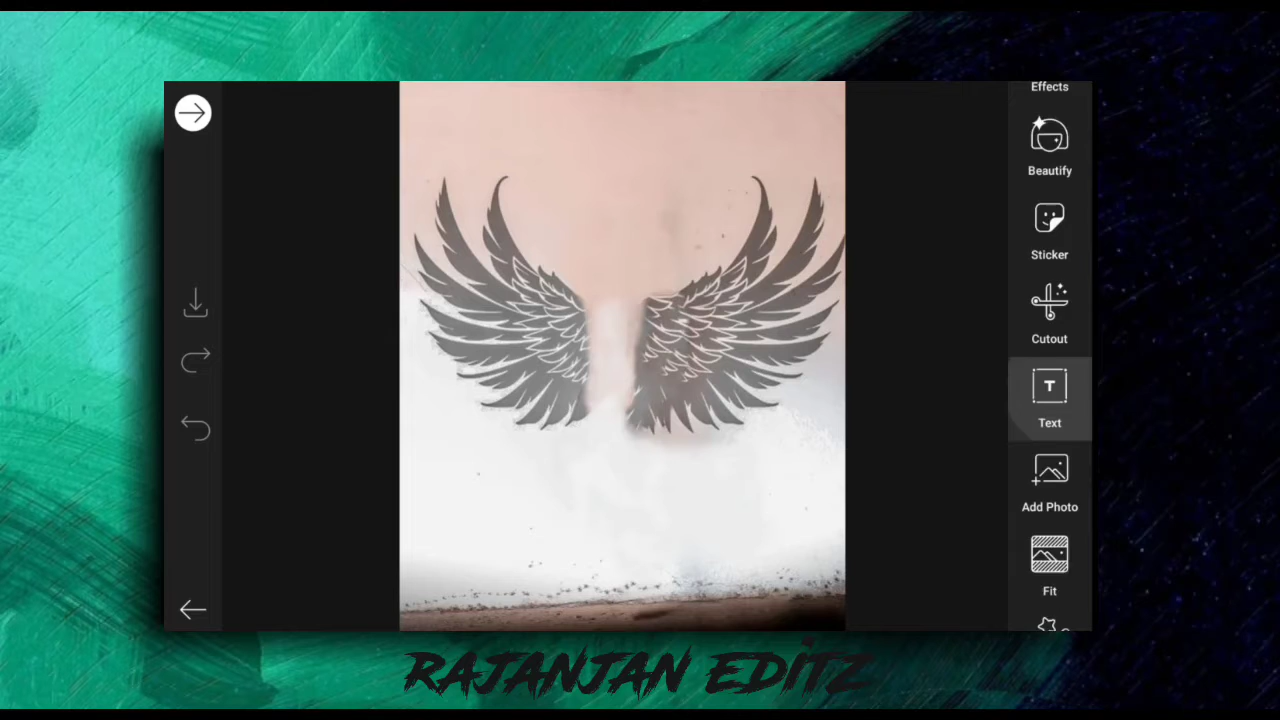 Effects
Beautify
Sticker
Cutout
T
Text
Add Photo
Fit
RAJANJAN EDITZ